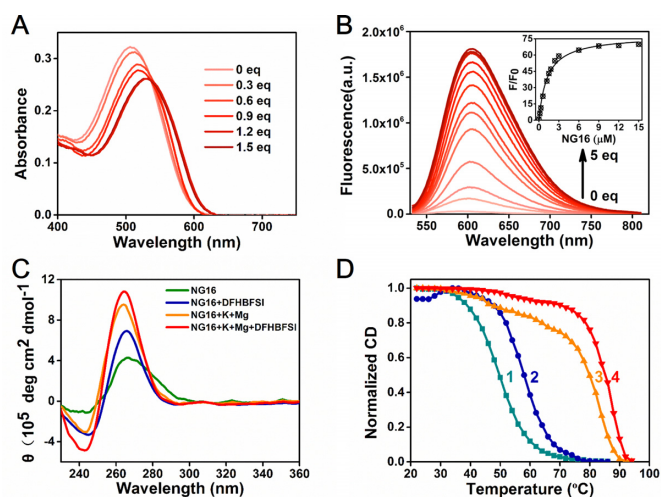 A
Absorbance
0.3
0.2
0.1
0.0
400
500
600
700
Wavelength (nm)
0 eq
0.3 eq
0.6 eq
0.9 eq
1.2 eq
1.5 eq
B
Fluorescence(a.u.)
2.0x10⁶
1.5x10⁶
1.0x10⁶
5.0x10⁵
0.0
550
600
650
700
750
800
Wavelength (nm)
F/F₀
75
60
45
30
15
0
0
3
6
9
12
15
NG16 (μM)
5 eq
0 eq
C
θ (10⁵ deg cm2 dmol-1
12
8
4
0
-4
240
260
280
300
320
340
360
Wavelength (nm)
NG16
NG16+DFHBFSI
NG16+K+Mg
NG16+K+Mg+DFHBFSI
D
Normalized CD
1.0
0.8
0.6
0.4
0.2
0.0
20
30
40
50
60
70
80
90
100
Temperature (°C)
1
2
3
4